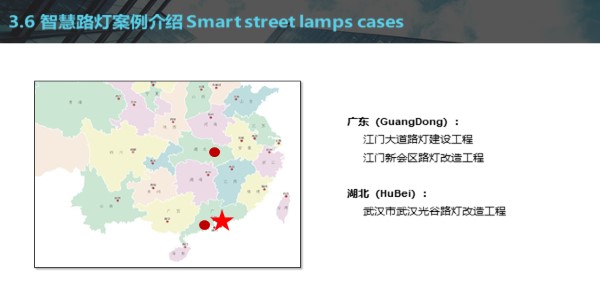 3.6 智慧路灯案例介绍 Smart street lamps cases
广东（GuangDong）：
江门大道路灯建设工程
江门新会区路灯改造工程
湖北（HuBei）：
武汉市武汉光谷路灯改造工程